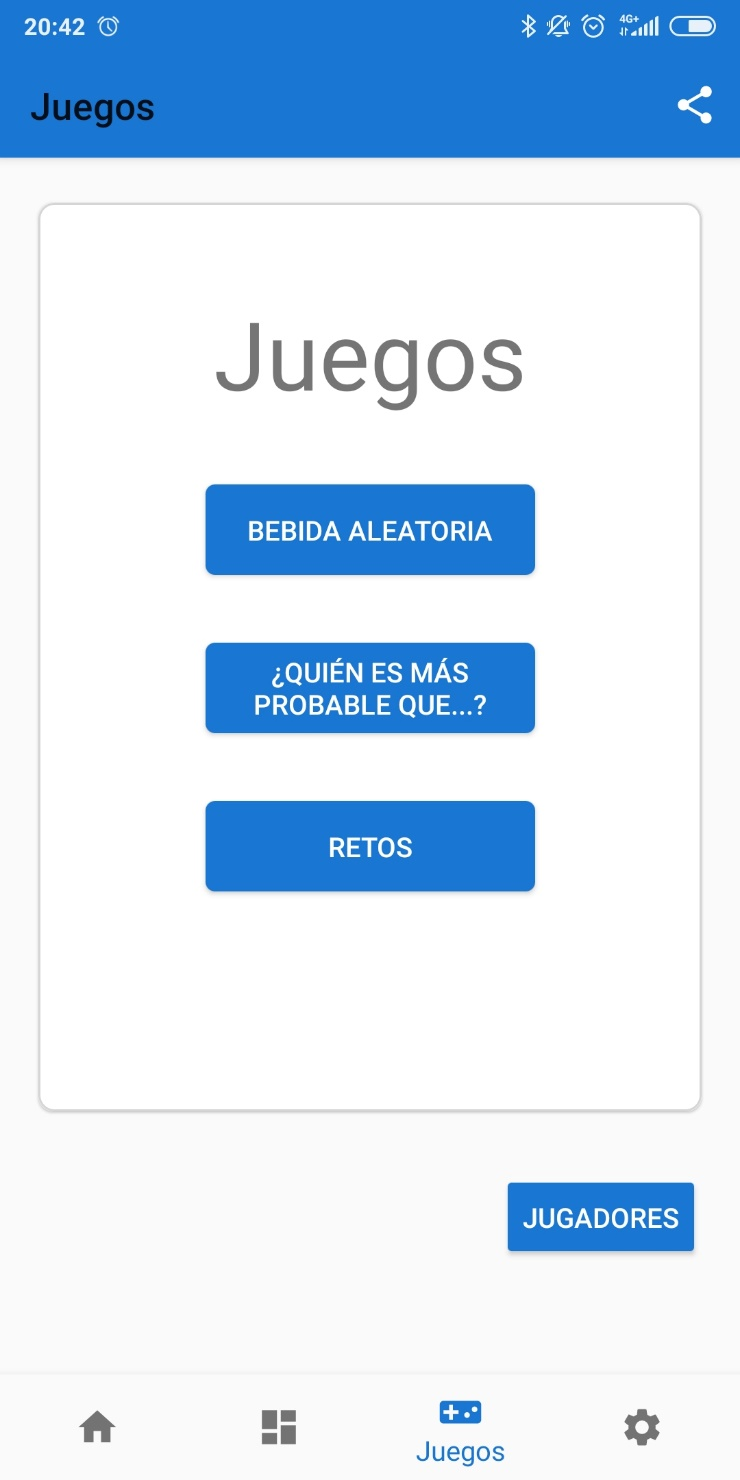 20:42
4G+
Juegos
Juegos
BEBIDA ALEATORIA
¿QUIÉN ES MÁS
PROBABLE QUE...?
RETOS
JUGADORES
Juegos